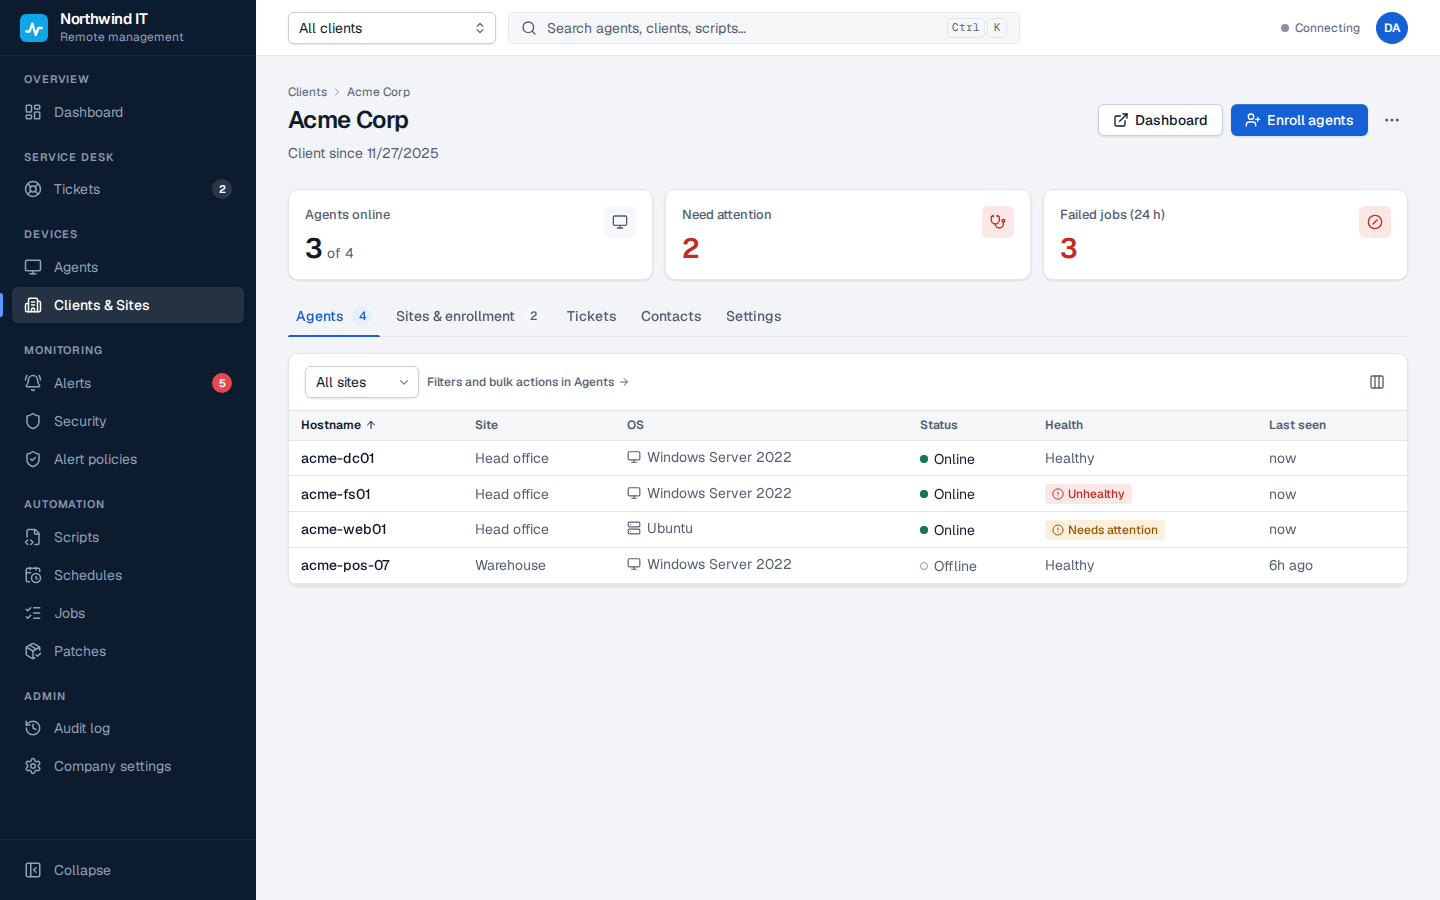 Northwind IT
Remote management
OVERVIEW
Dashboard
SERVICE DESK
Tickets 2
DEVICES
Agents
Clients & Sites
MONITORING
Alerts 5
Security
Alert policies
AUTOMATION
Scripts
Schedules
Jobs
Patches
ADMIN
Audit log
Company settings
Collapse
All clients
Search agents, clients, scripts...
Ctrl K
Connecting
DA
Clients > Acme Corp
Acme Corp
Client since 11/27/2025
Dashboard
Enroll agents
Agents online
3 of 4
Need attention
2
Failed jobs (24 h)
3
Agents 4 Sites & enrollment 2 Tickets Contacts Settings
All sites
Filters and bulk actions in Agents →
Hostname ↑ Site OS Status Health Last seen
acme-dc01 Head office Windows Server 2022 Online Healthy now
acme-fs01 Head office Windows Server 2022 Online Unhealthy now
acme-web01 Head office Ubuntu Online Needs attention now
acme-pos-07 Warehouse Windows Server 2022 Offline Healthy 6h ago